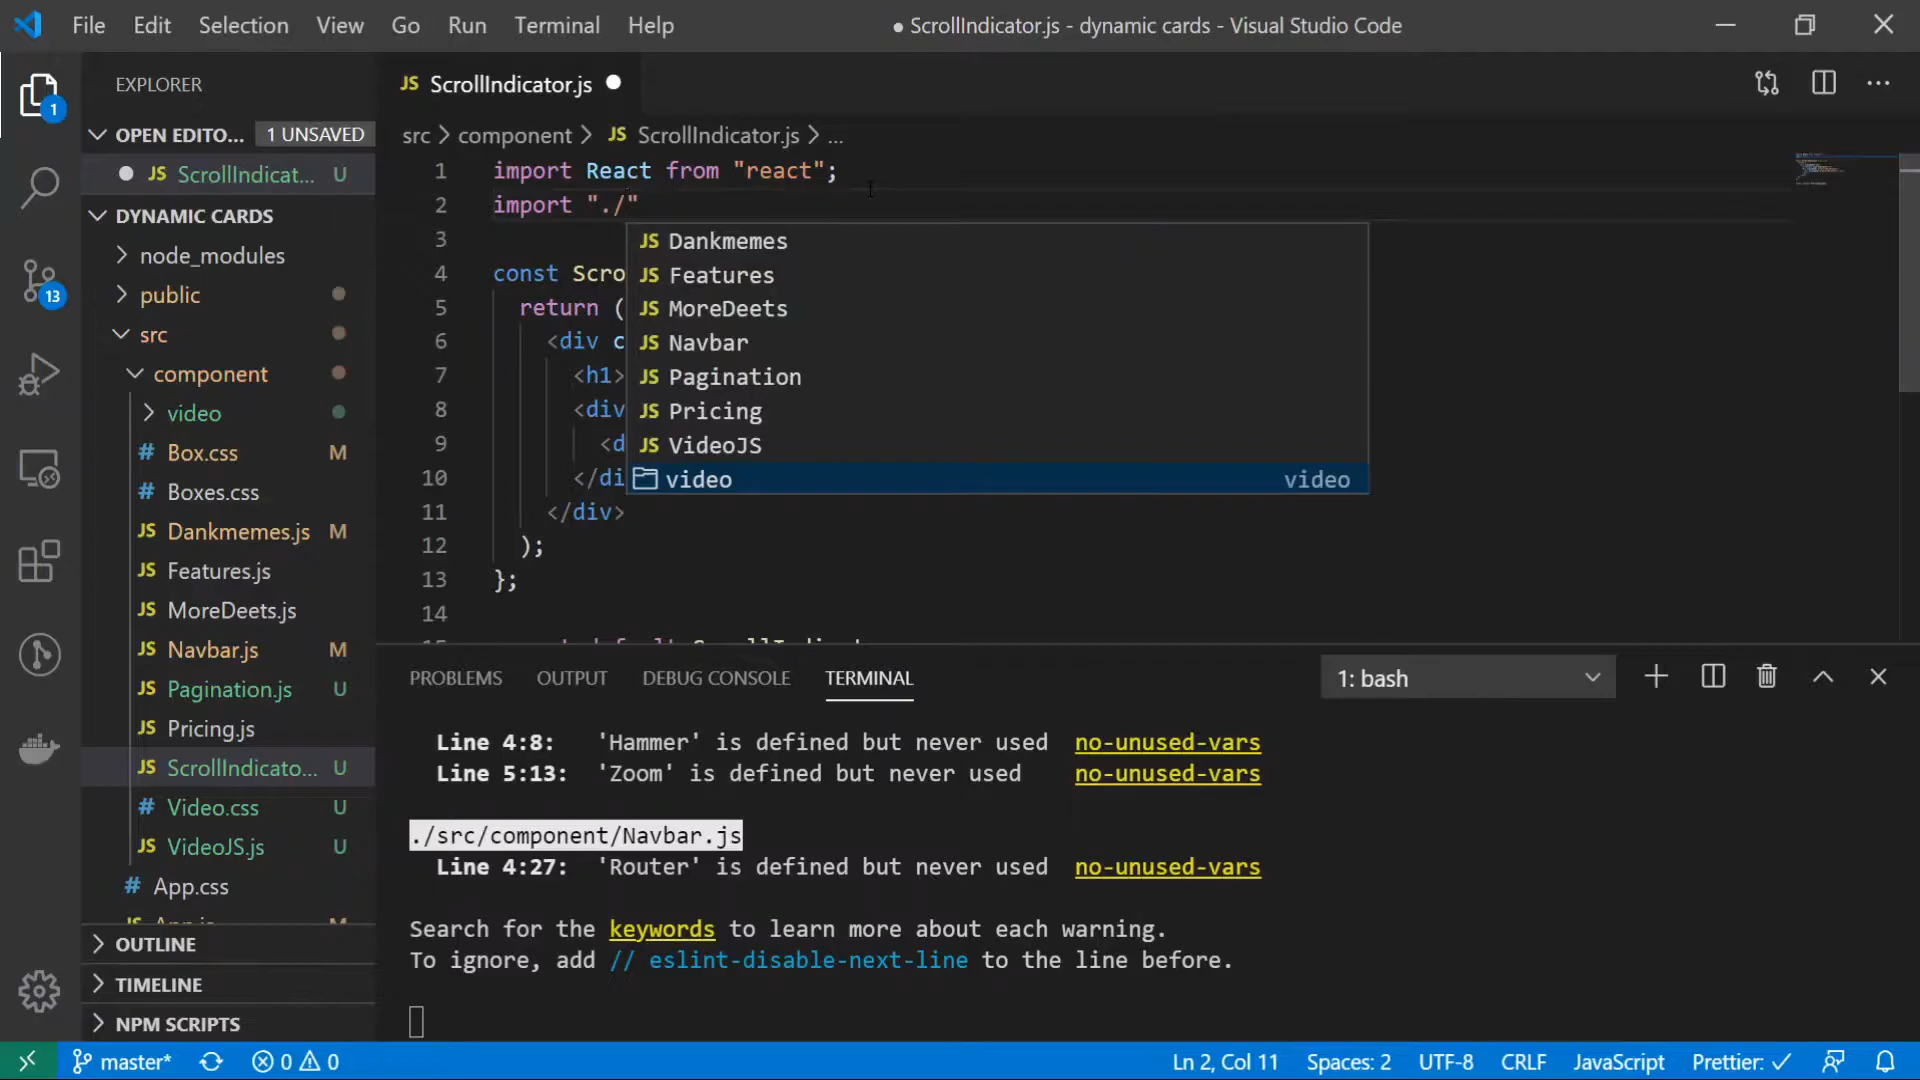 File Edit Selection View Go Run Terminal Help
● ScrollIndicator.js - dynamic cards - Visual Studio Code
EXPLORER
OPEN EDITO... 1 UNSAVED
JS ScrollIndicat... U
DYNAMIC CARDS
node_modules
public
src
component
video
# Box.css M
# Boxes.css
JS Dankmemes.js M
JS Features.js
JS MoreDeets.js
JS Navbar.js M
JS Pagination.js U
JS Pricing.js
JS ScrollIndicato... U
# Video.css U
JS VideoJS.js U
# App.css
JS App.js M
OUTLINE
TIMELINE
NPM SCRIPTS
1
13
JS ScrollIndicator.js
src > component > JS ScrollIndicator.js > ...
1 import React from "react";
2 import "./"
3
4 const Scro
5 return (
6 <div c
7 <h1>
8 <div
9 <d
10 </di
11 </div>
12 );
13 };
14
JS Dankmemes
JS Features
JS MoreDeets
JS Navbar
JS Pagination
JS Pricing
JS VideoJS
video video
PROBLEMS OUTPUT DEBUG CONSOLE TERMINAL 1: bash
Line 4:8: 'Hammer' is defined but never used no-unused-vars
Line 5:13: 'Zoom' is defined but never used no-unused-vars
./src/component/Navbar.js
Line 4:27: 'Router' is defined but never used no-unused-vars
Search for the keywords to learn more about each warning.
To ignore, add // eslint-disable-next-line to the line before.
master* 0 0 Ln 2, Col 11 Spaces: 2 UTF-8 CRLF JavaScript Prettier: ✓